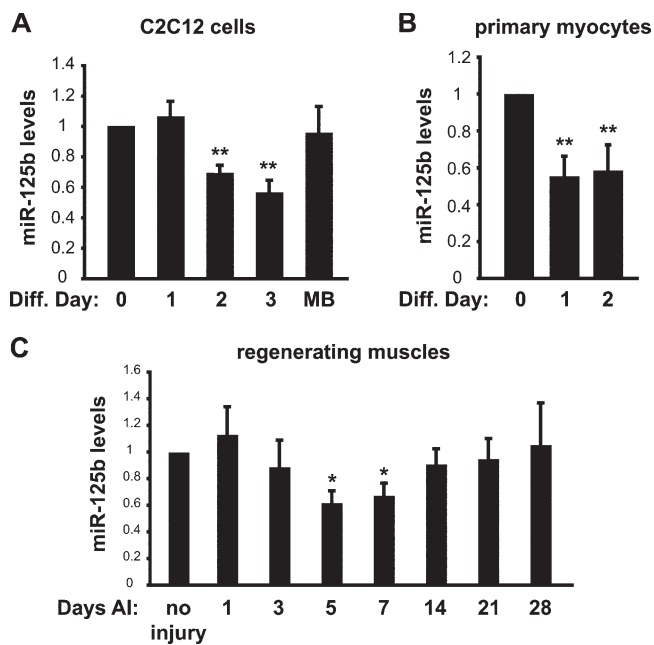 A
C2C12 cells
miR-125b levels
1.4
1.2
1
0.8
0.6
0.4
0.2
0
**
**
Diff. Day: 0 1 2 3 MB
B
primary myocytes
miR-125b levels
1.2
1
0.8
0.6
0.4
0.2
0
**
**
Diff. Day: 0 1 2
C
regenerating muscles
miR-125b levels
1.6
1.4
1.2
1
0.8
0.6
0.4
0.2
0
*
*
Days AI: no 1 3 5 7 14 21 28
injury